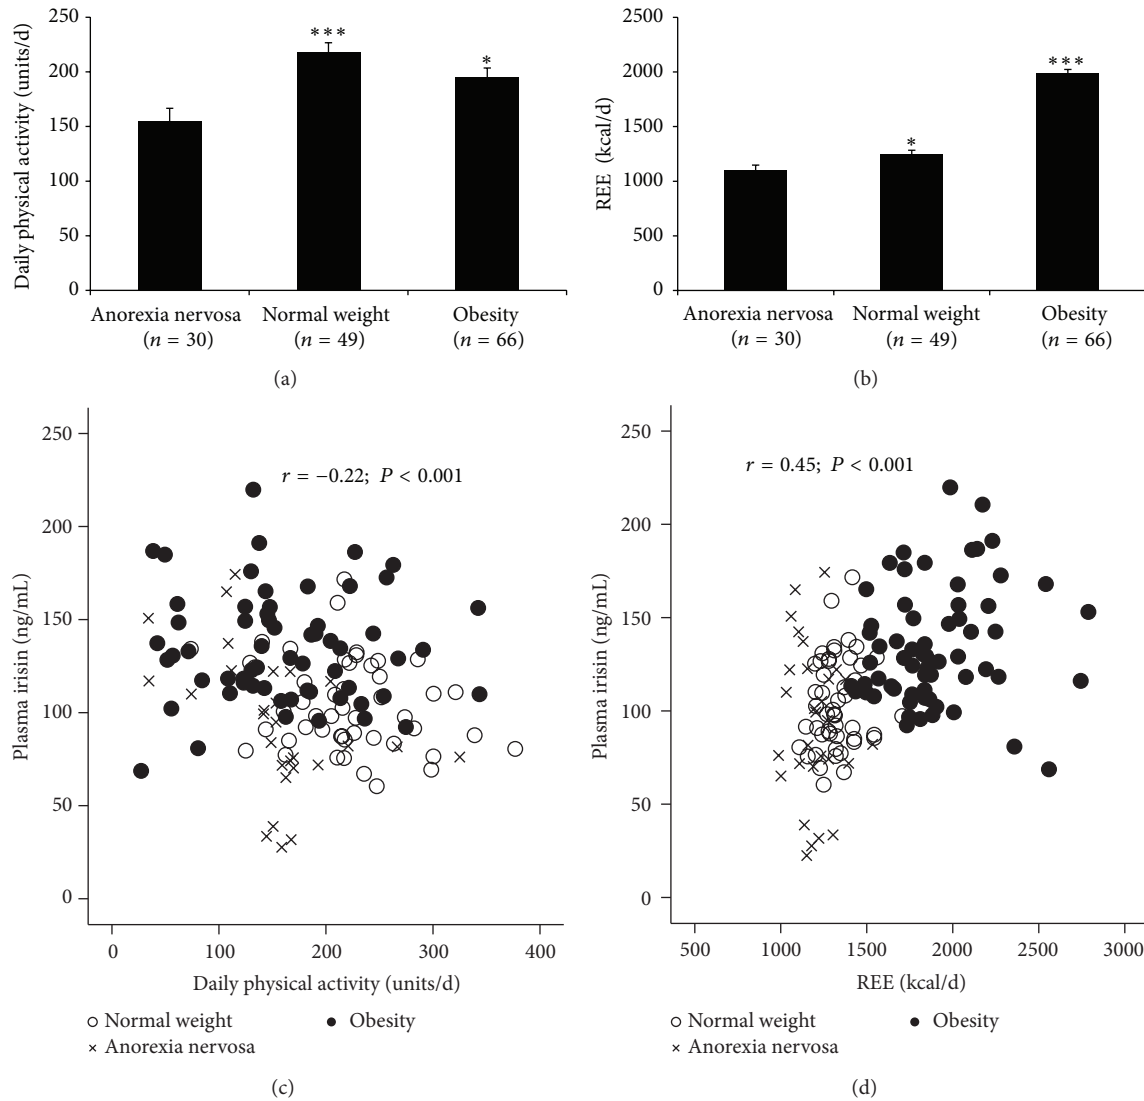 250
200
150
100
50
0
Daily physical activity (units/d)
***
*
Anorexia nervosa
(n = 30)
Normal weight
(n = 49)
Obesity
(n = 66)
(a)
2500
2000
1500
1000
500
0
REE (kcal/d)
*
***
Anorexia nervosa
(n = 30)
Normal weight
(n = 49)
Obesity
(n = 66)
(b)
250
200
150
100
50
0
Plasma irisin (ng/mL)
r = −0.22; P < 0.001
0 100 200 300 400
Daily physical activity (units/d)
Normal weight
Obesity
Anorexia nervosa
(c)
250
200
150
100
50
0
Plasma irisin (ng/mL)
r = 0.45; P < 0.001
500 1000 1500 2000 2500 3000
REE (kcal/d)
Normal weight
Obesity
Anorexia nervosa
(d)